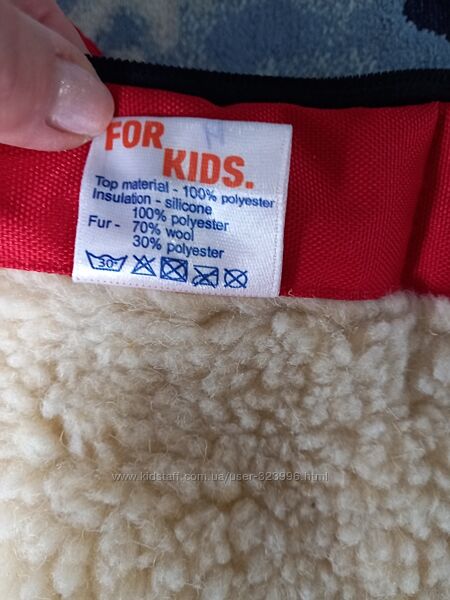 FOR
KIDS.
Top material - 100% polyester
Insulation - silicone
100% polyester
Fur - 70% wool
30% polyester
30°
www.kidstaff.com.ua/user-323996.html